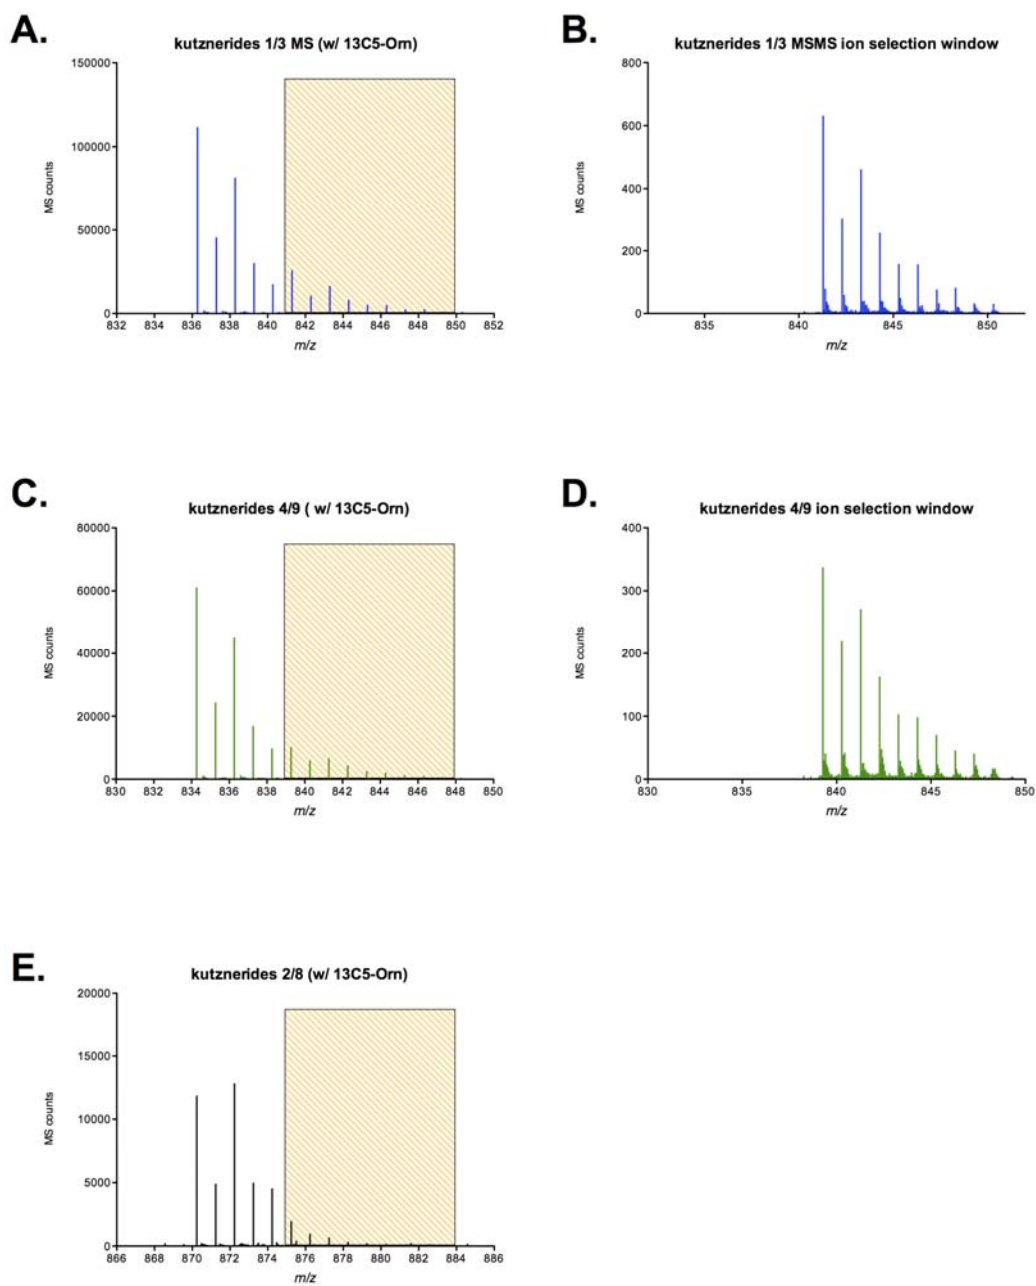 A.
kutznerides 1/3 MS (w/ 13C5-Orn)
MS counts
150000
100000
50000
0
832 834 836 838 840 842 844 846 848 850 852
m/z
B.
kutznerides 1/3 MSMS ion selection window
MS counts
800
600
400
200
0
835 840 845 850
m/z
C.
kutznerides 4/9 ( w/ 13C5-Orn)
MS counts
80000
60000
40000
20000
0
830 832 834 836 838 840 842 844 846 848 850
m/z
D.
kutznerides 4/9 ion selection window
MS counts
400
300
200
100
0
830 835 840 845 850
m/z
E.
kutznerides 2/8 (w/ 13C5-Orn)
MS counts
20000
15000
10000
5000
0
866 868 870 872 874 876 878 880 882 884 886
m/z